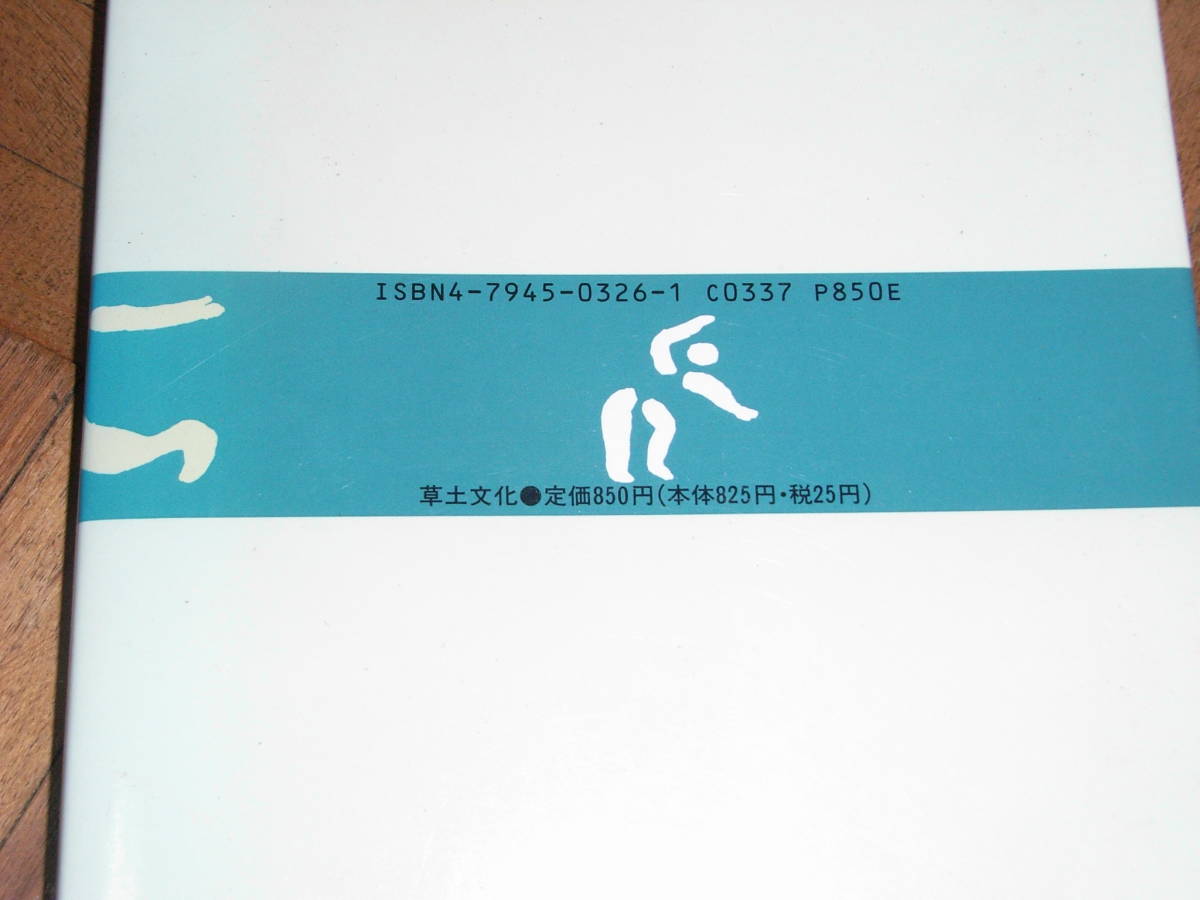 ISBN4-7945-0326-1 C0337 P850E
草土文化●定価850円(本体825円・税25円)